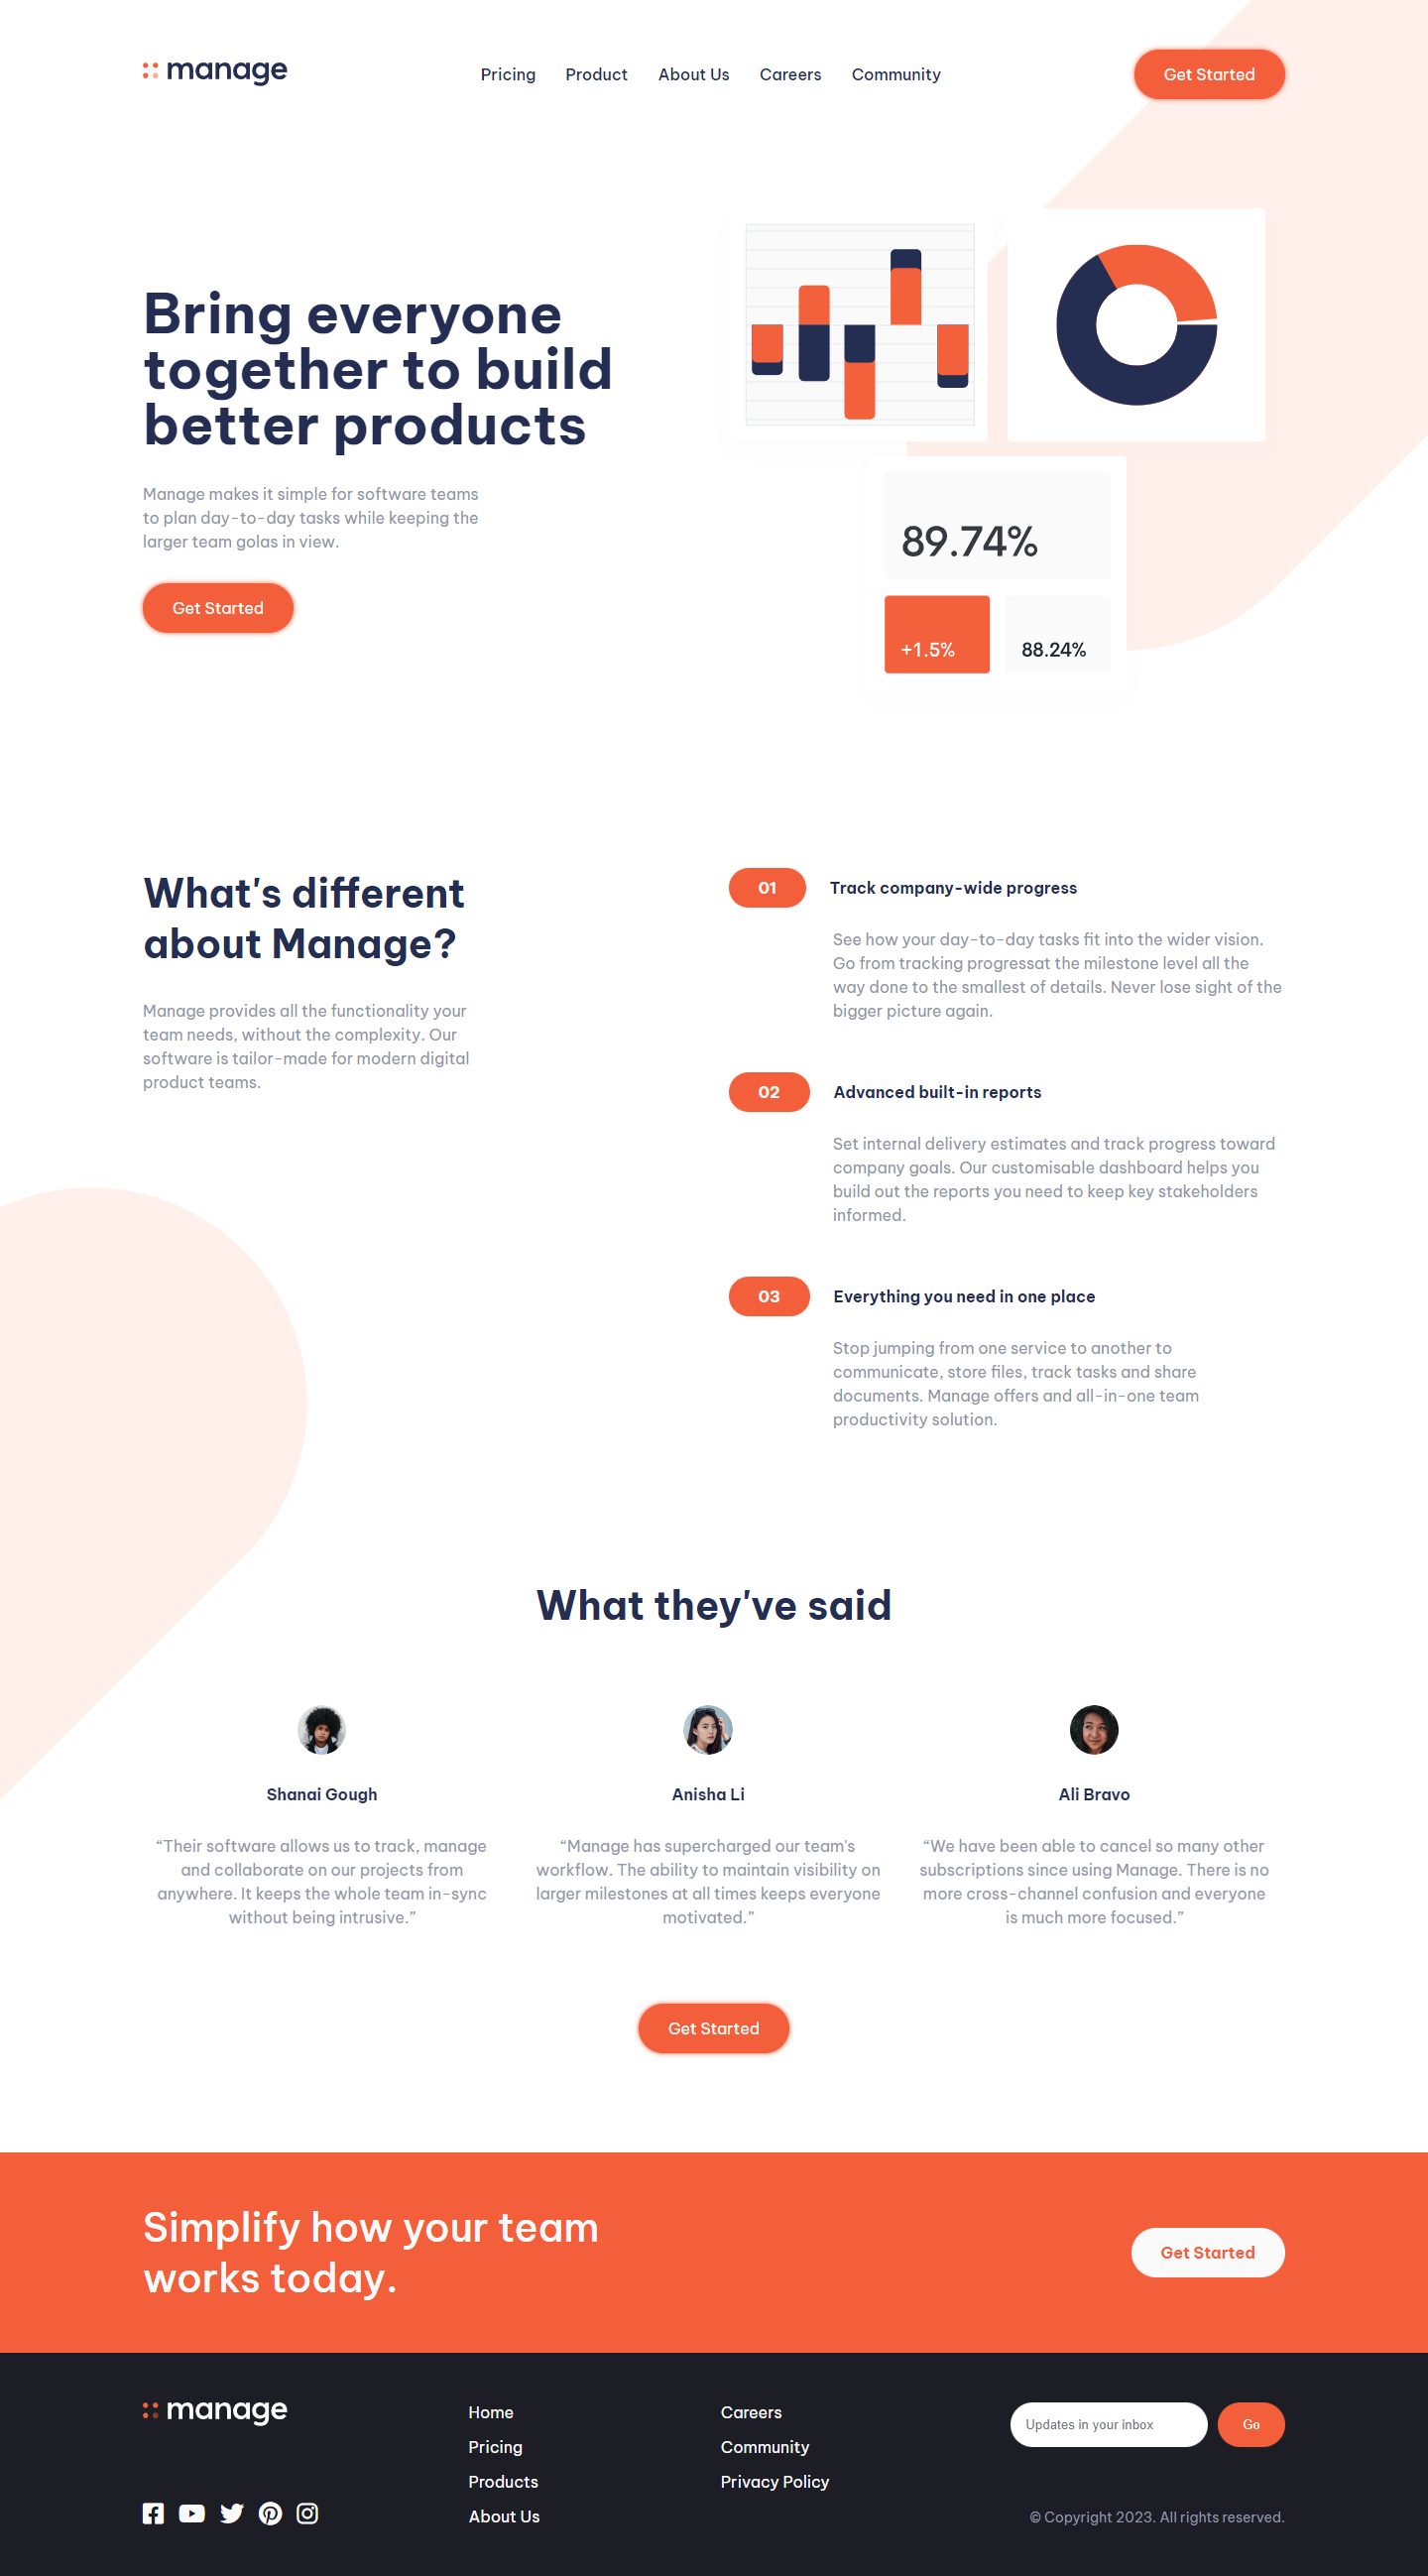 manage
Pricing
Product
About Us
Careers
Community
Get Started
Bring everyone
together to build
better products
Manage makes it simple for software teams
to plan day-to-day tasks while keeping the
larger team golas in view.
Get Started
89.74%
+1.5%
88.24%
What's different
about Manage?
Manage provides all the functionality your
team needs, without the complexity. Our
software is tailor-made for modern digital
product teams.
01
Track company-wide progress
See how your day-to-day tasks fit into the wider vision.
Go from tracking progressat the milestone level all the
way done to the smallest of details. Never lose sight of the
bigger picture again.
02
Advanced built-in reports
Set internal delivery estimates and track progress toward
company goals. Our customisable dashboard helps you
build out the reports you need to keep key stakeholders
informed.
03
Everything you need in one place
Stop jumping from one service to another to
communicate, store files, track tasks and share
documents. Manage offers and all-in-one team
productivity solution.
What they've said
Shanai Gough
“Their software allows us to track, manage
and collaborate on our projects from
anywhere. It keeps the whole team in-sync
without being intrusive.”
Anisha Li
“Manage has supercharged our team's
workflow. The ability to maintain visibility on
larger milestones at all times keeps everyone
motivated.”
Ali Bravo
“We have been able to cancel so many other
subscriptions since using Manage. There is no
more cross-channel confusion and everyone
is much more focused.”
Get Started
Simplify how your team
works today.
Get Started
manage
Home
Pricing
Products
About Us
Careers
Community
Privacy Policy
Updates in your inbox
Go
© Copyright 2023. All rights reserved.